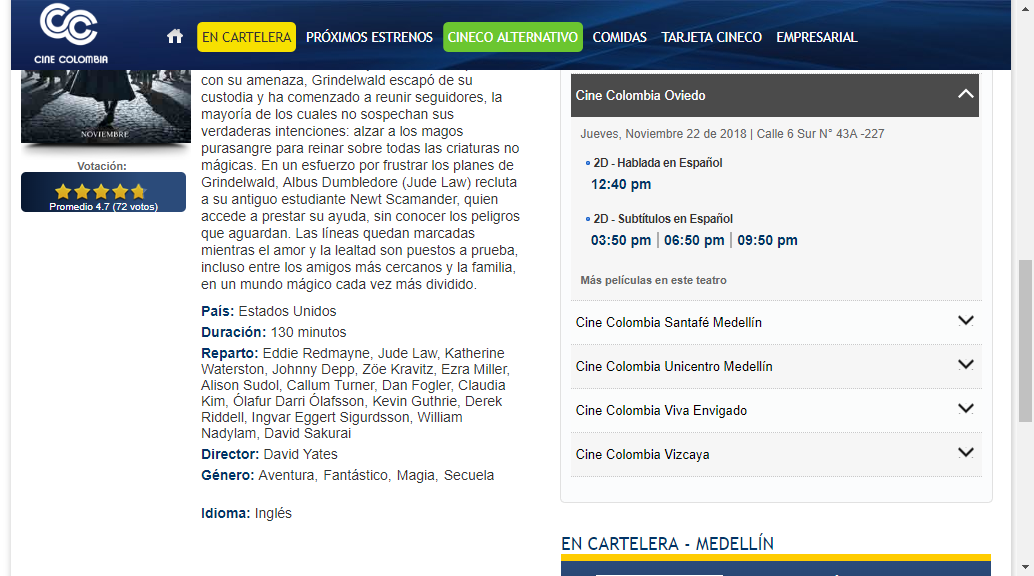 CINE COLOMBIA
EN CARTELERA
PRÓXIMOS ESTRENOS
CINECO ALTERNATIVO
COMIDAS
TARJETA CINECO
EMPRESARIAL
NOVIEMBRE
Votación:
Promedio 4.7 (72 votos)
con su amenaza, Grindelwald escapó de su
custodia y ha comenzado a reunir seguidores, la
mayoría de los cuales no sospechan sus
verdaderas intenciones: alzar a los magos
purasangre para reinar sobre todas las criaturas no
mágicas. En un esfuerzo por frustrar los planes de
Grindelwald, Albus Dumbledore (Jude Law) recluta
a su antiguo estudiante Newt Scamander, quien
accede a prestar su ayuda, sin conocer los peligros
que aguardan. Las líneas quedan marcadas
mientras el amor y la lealtad son puestos a prueba,
incluso entre los amigos más cercanos y la familia,
en un mundo mágico cada vez más dividido.
País: Estados Unidos
Duración: 130 minutos
Reparto: Eddie Redmayne, Jude Law, Katherine
Waterston, Johnny Depp, Zöe Kravitz, Ezra Miller,
Alison Sudol, Callum Turner, Dan Fogler, Claudia
Kim, Ólafur Darri Ólafsson, Kevin Guthrie, Derek
Riddell, Ingvar Eggert Sigurdsson, William
Nadylam, David Sakurai
Director: David Yates
Género: Aventura, Fantástico, Magia, Secuela
Idioma: Inglés
Cine Colombia Oviedo
Jueves, Noviembre 22 de 2018 | Calle 6 Sur N° 43A -227
2D - Hablada en Español
12:40 pm
2D - Subtítulos en Español
03:50 pm | 06:50 pm | 09:50 pm
Más películas en este teatro
Cine Colombia Santafé Medellín
Cine Colombia Unicentro Medellín
Cine Colombia Viva Envigado
Cine Colombia Vizcaya
EN CARTELERA - MEDELLÍN